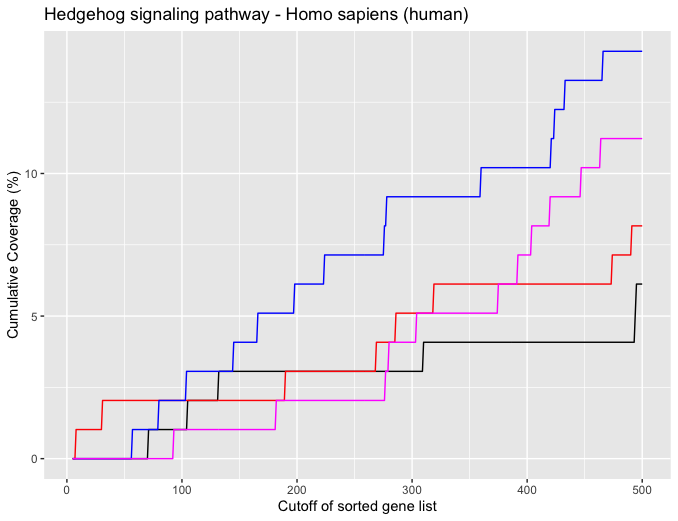 Hedgehog signaling pathway - Homo sapiens (human)
Cumulative Coverage (%)
10
5
0
0 100 200 300 400 500
Cutoff of sorted gene list